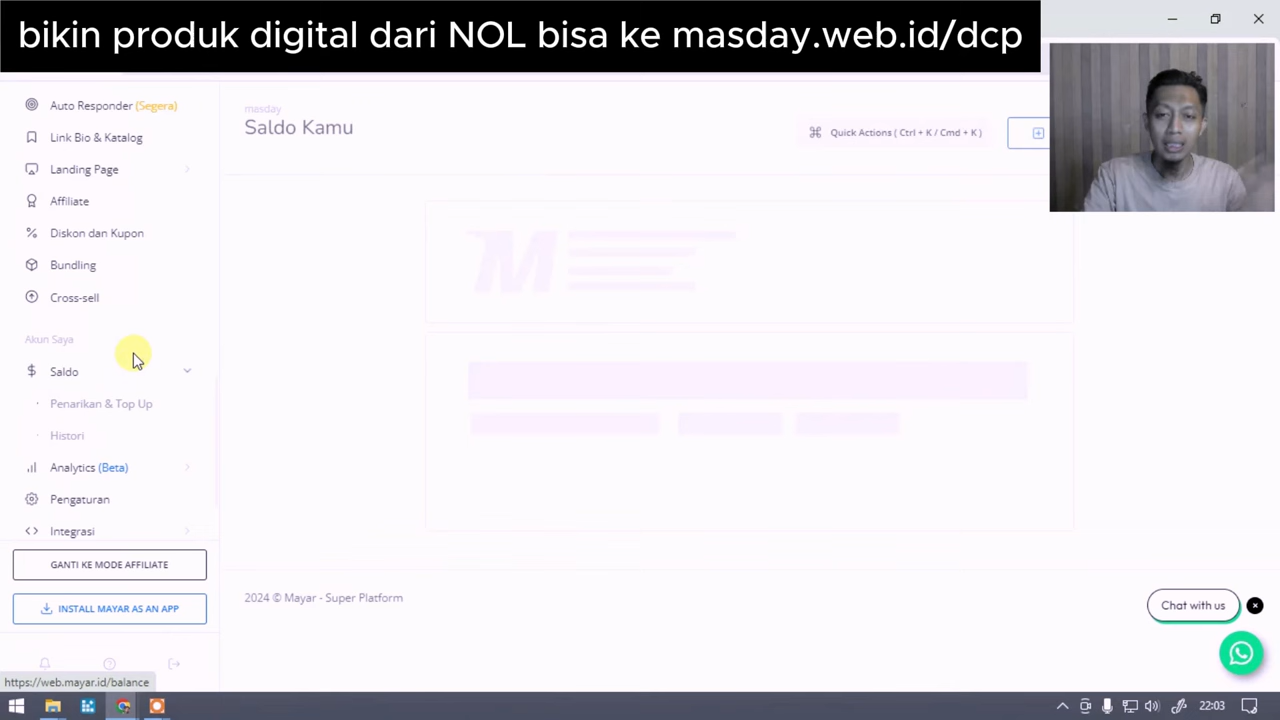 bikin produk digital dari NOL bisa ke masday.web.id/dcp
Auto Responder (Segera)
Link Bio & Katalog
Landing Page
Affiliate
Diskon dan Kupon
Bundling
Cross-sell
Akun Saya
Saldo
Penarikan & Top Up
Histori
Analytics (Beta)
Pengaturan
Integrasi
GANTI KE MODE AFFILIATE
INSTALL MAYAR AS AN APP
https://web.mayar.id/balance
masday
Saldo Kamu
Quick Actions ( Ctrl + K / Cmd + K )
M
2024 © Mayar - Super Platform
Chat with us
22:03